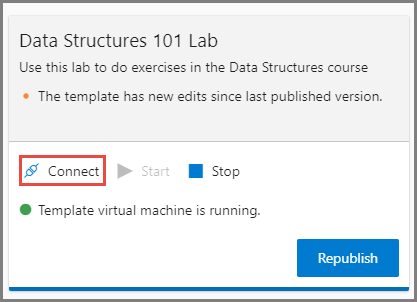 Data Structures 101 Lab
Use this lab to do exercises in the Data Structures course
The template has new edits since last published version.
Connect Start Stop
Template virtual machine is running.
Republish